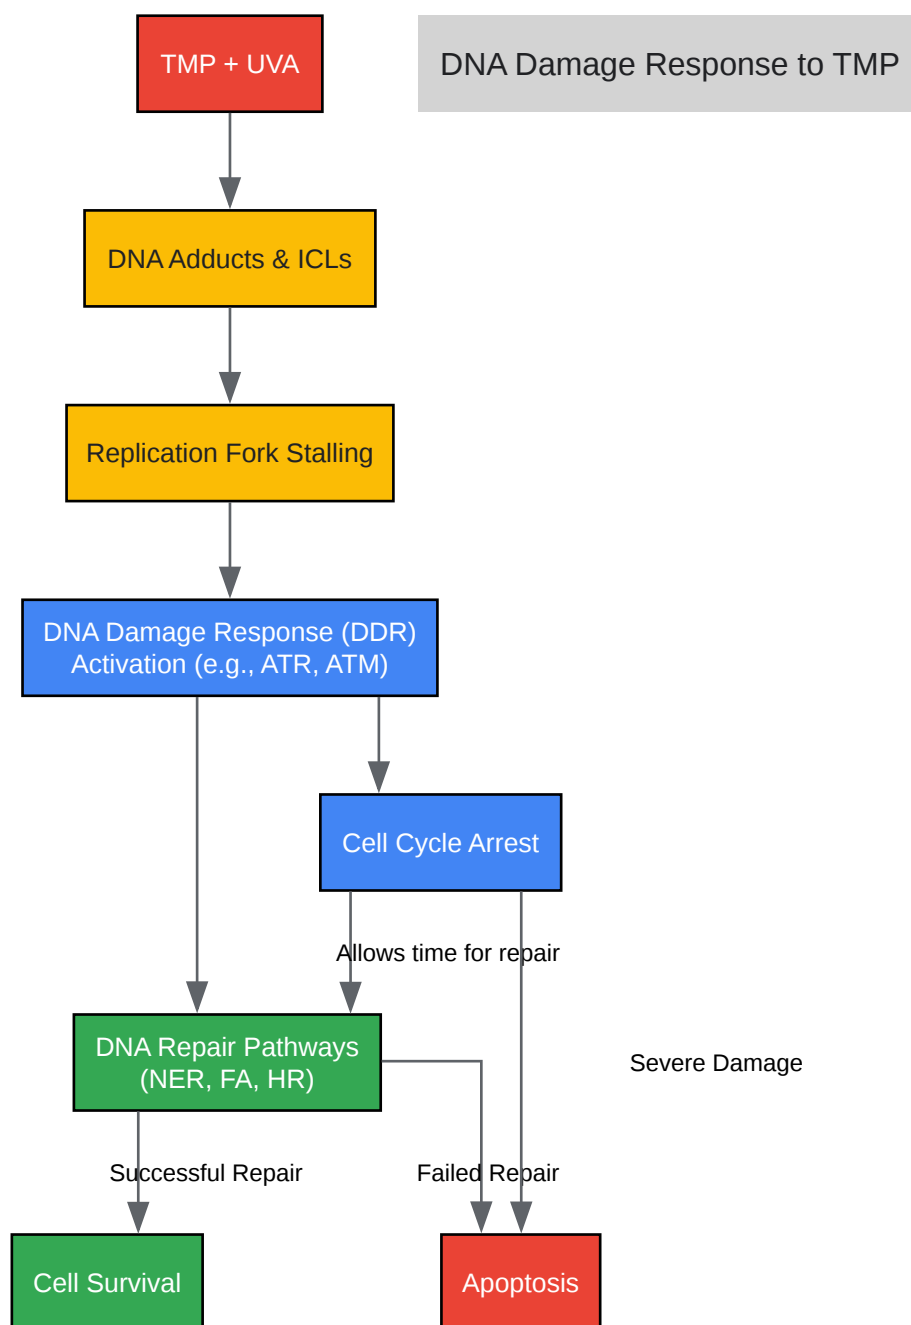 TMP + UVA
DNA Damage Response to TMP
DNA Adducts & ICLs
Replication Fork Stalling
DNA Damage Response (DDR)
Activation (e.g., ATR, ATM)
Cell Cycle Arrest
Allows time for repair
DNA Repair Pathways
(NER, FA, HR)
Severe Damage
Successful Repair
Failed Repair
Cell Survival
Apoptosis